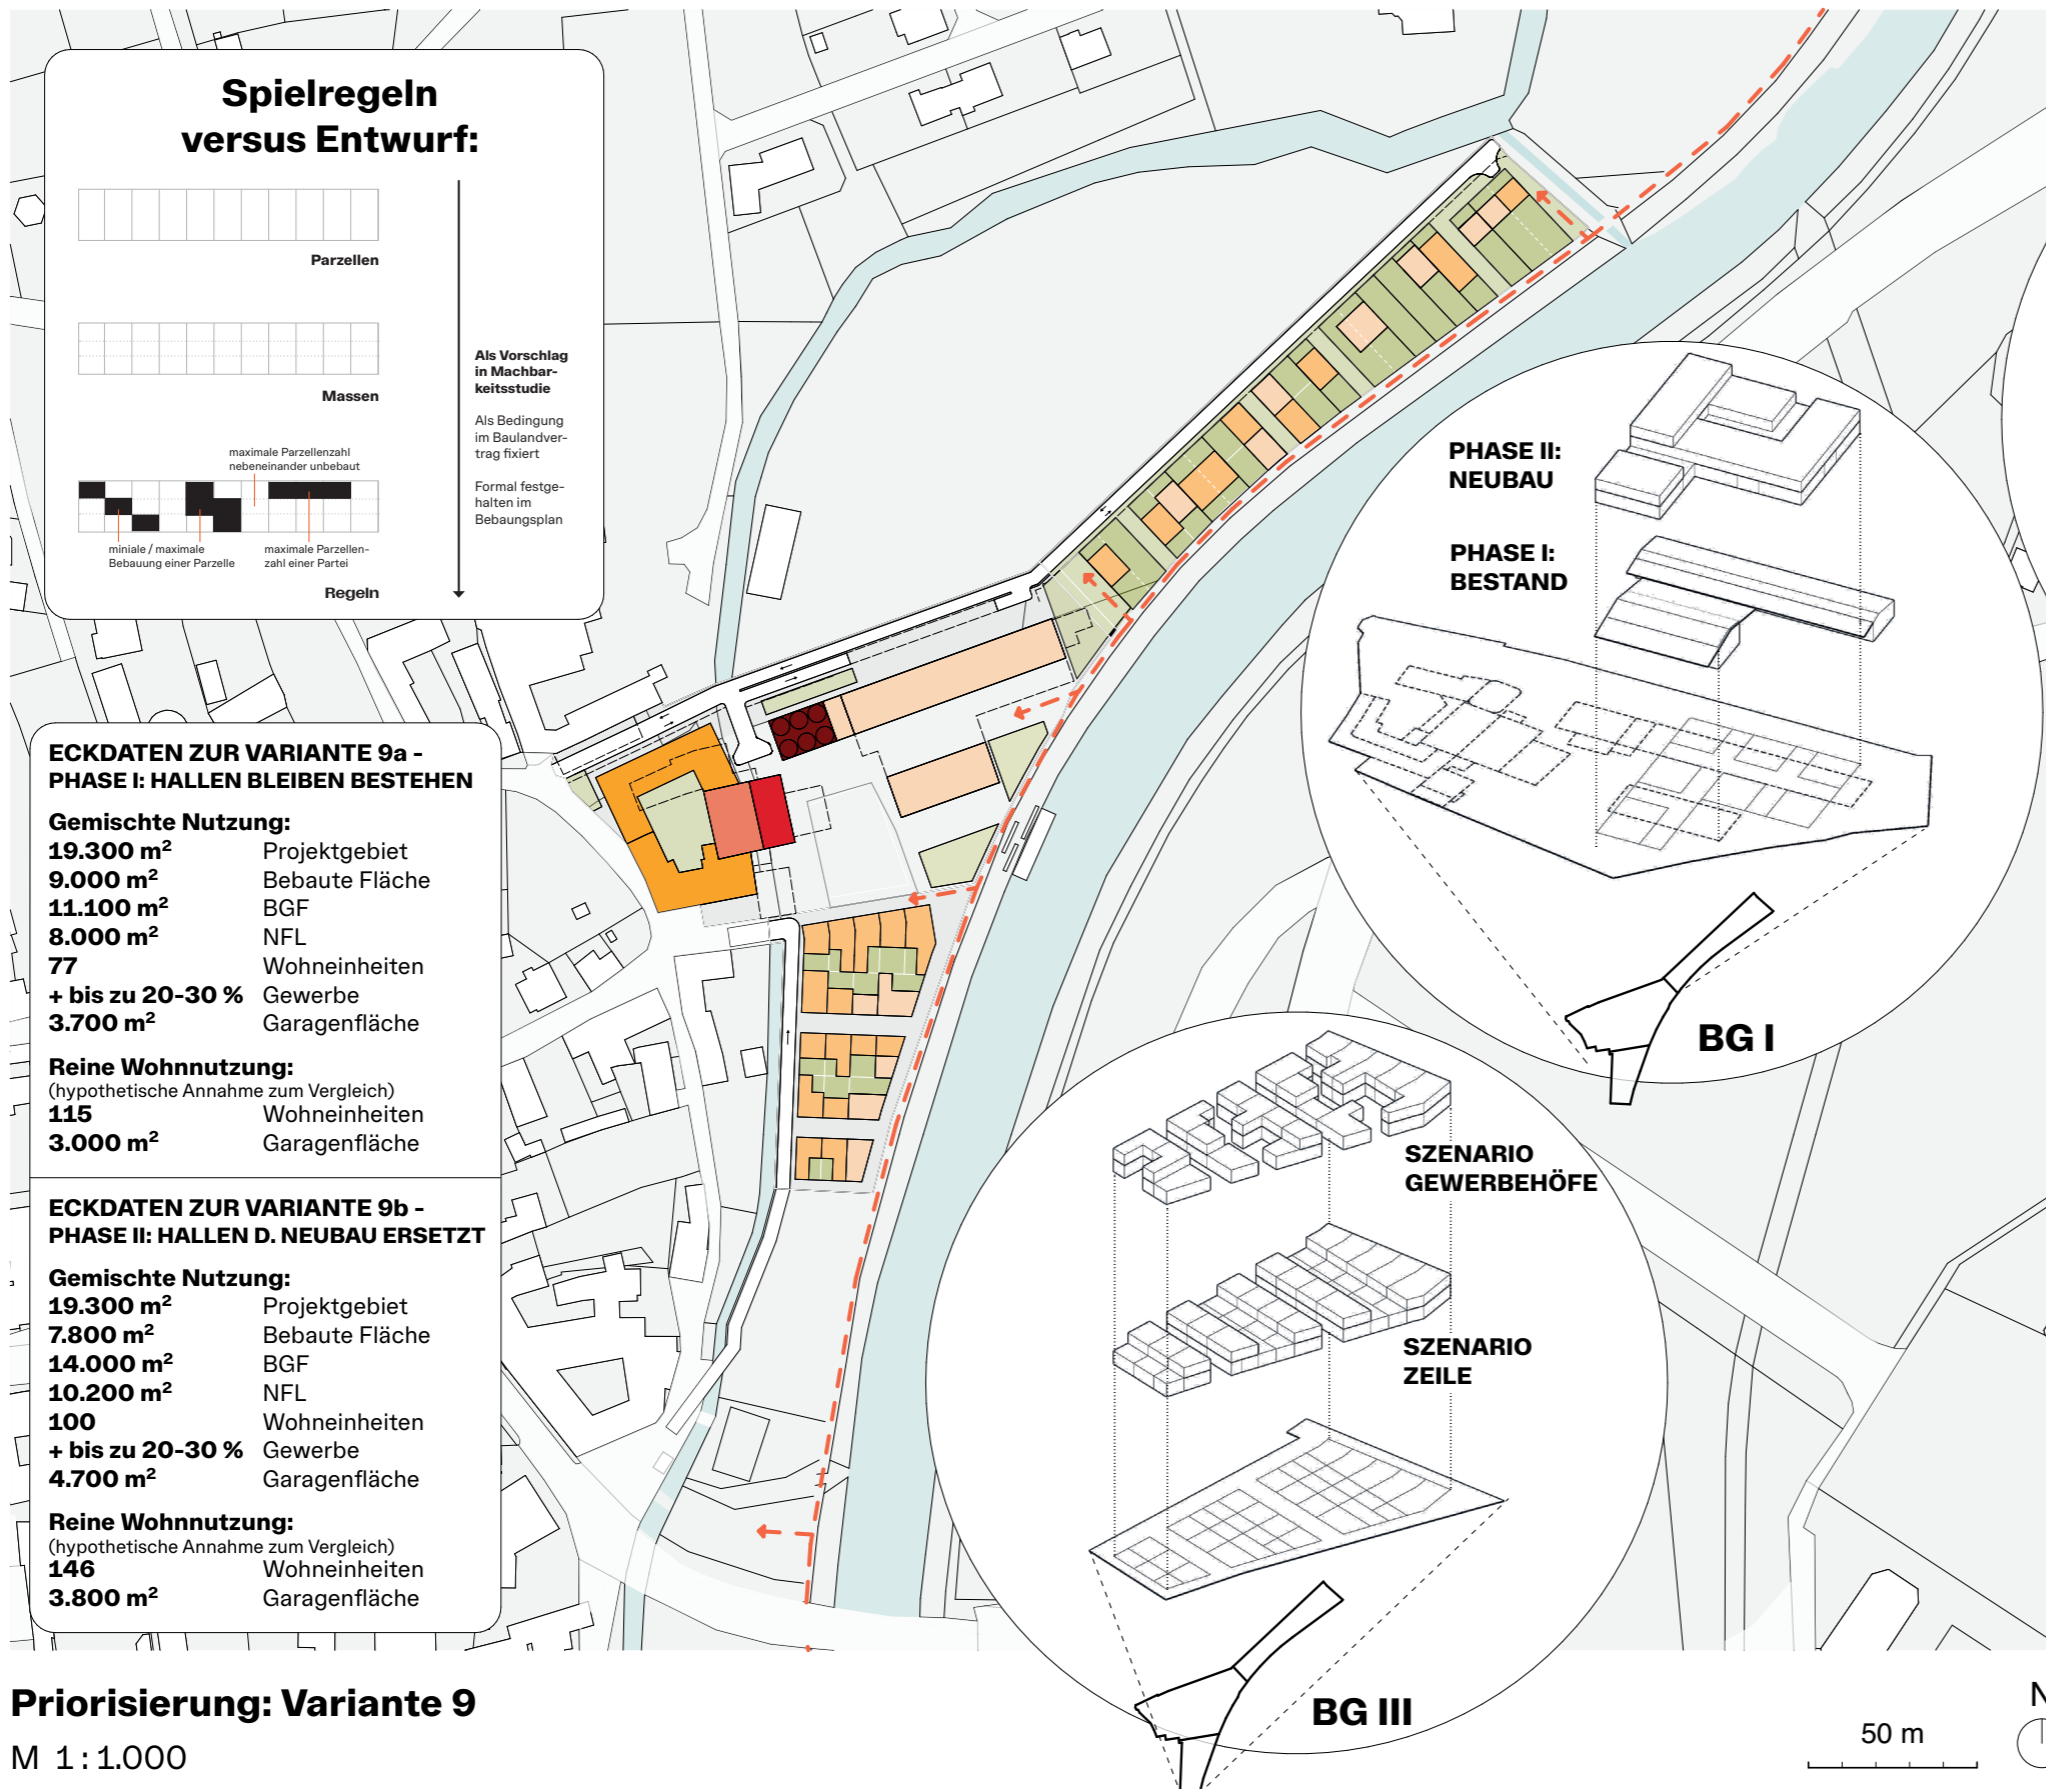 Spielregeln
versus Entwurf:
Parzellen
Massen
maximale Parzellenzahl
nebeneinander unbebaut
miniale / maximale
Bebauung einer Parzelle
maximale Parzellen-
zahl einer Partei
Regeln
Als Vorschlag
in Machbar-
keitsstudie
Als Bedingung
im Baulandver-
trag fixiert
Formal festge-
halten im
Bebaungsplan
ECKDATEN ZUR VARIANTE 9a -
PHASE I: HALLEN BLEIBEN BESTEHEN
Gemischte Nutzung:
19.300 m² Projektgebiet
9.000 m² Bebaute Fläche
11.100 m² BGF
8.000 m² NFL
77 Wohneinheiten
+ bis zu 20-30 % Gewerbe
3.700 m² Garagenfläche
Reine Wohnnutzung:
(hypothetische Annahme zum Vergleich)
115 Wohneinheiten
3.000 m² Garagenfläche
ECKDATEN ZUR VARIANTE 9b -
PHASE II: HALLEN D. NEUBAU ERSETZT
Gemischte Nutzung:
19.300 m² Projektgebiet
7.800 m² Bebaute Fläche
14.000 m² BGF
10.200 m² NFL
100 Wohneinheiten
+ bis zu 20-30 % Gewerbe
4.700 m² Garagenfläche
Reine Wohnnutzung:
(hypothetische Annahme zum Vergleich)
146 Wohneinheiten
3.800 m² Garagenfläche
PHASE II:
NEUBAU
PHASE I:
BESTAND
BG I
SZENARIO
GEWERBEHÖFE
SZENARIO
ZEILE
BG III
Priorisierung: Variante 9
M 1:1.000
50 m
N